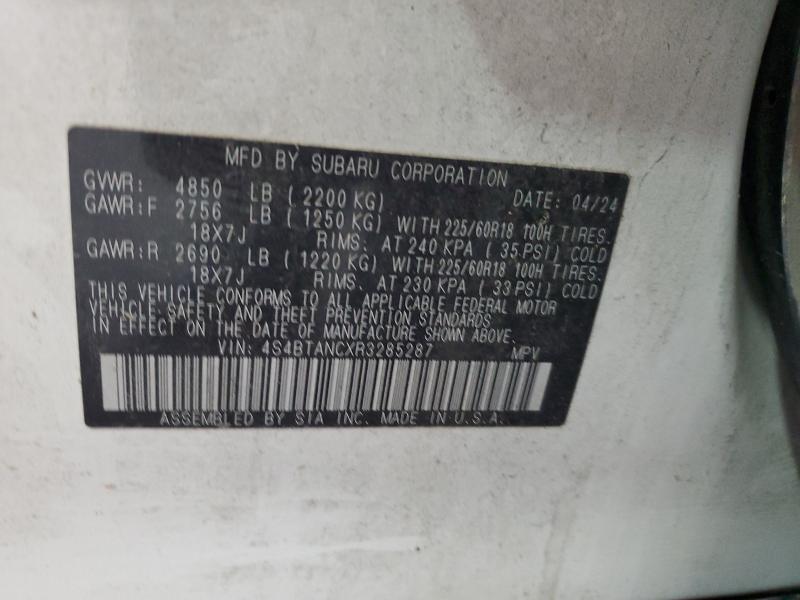 MFD BY SUBARU CORPORATION
GVWR: 4850 LB ( 2200 KG) DATE: 04/24
GAWR:F 2756 LB ( 1250 KG) WITH 225/60R18 100H TIRES.
18X7J RIMS. AT 240 KPA ( 35 PSI) COLD
GAWR:R 2690 LB ( 1220 KG) WITH 225/60R18 100H TIRES.
18X7J RIMS. AT 230 KPA ( 33 PSI) COLD
THIS VEHICLE CONFORMS TO ALL APPLICABLE FEDERAL MOTOR
VEHICLE SAFETY AND THEFT PREVENTION STANDARDS
IN EFFECT ON THE DATE OF MANUFACTURE SHOWN ABOVE.
VIN: 4S4BTANCXR3285287 MPV
ASSEMBLED BY SIA INC. MADE IN U.S.A.